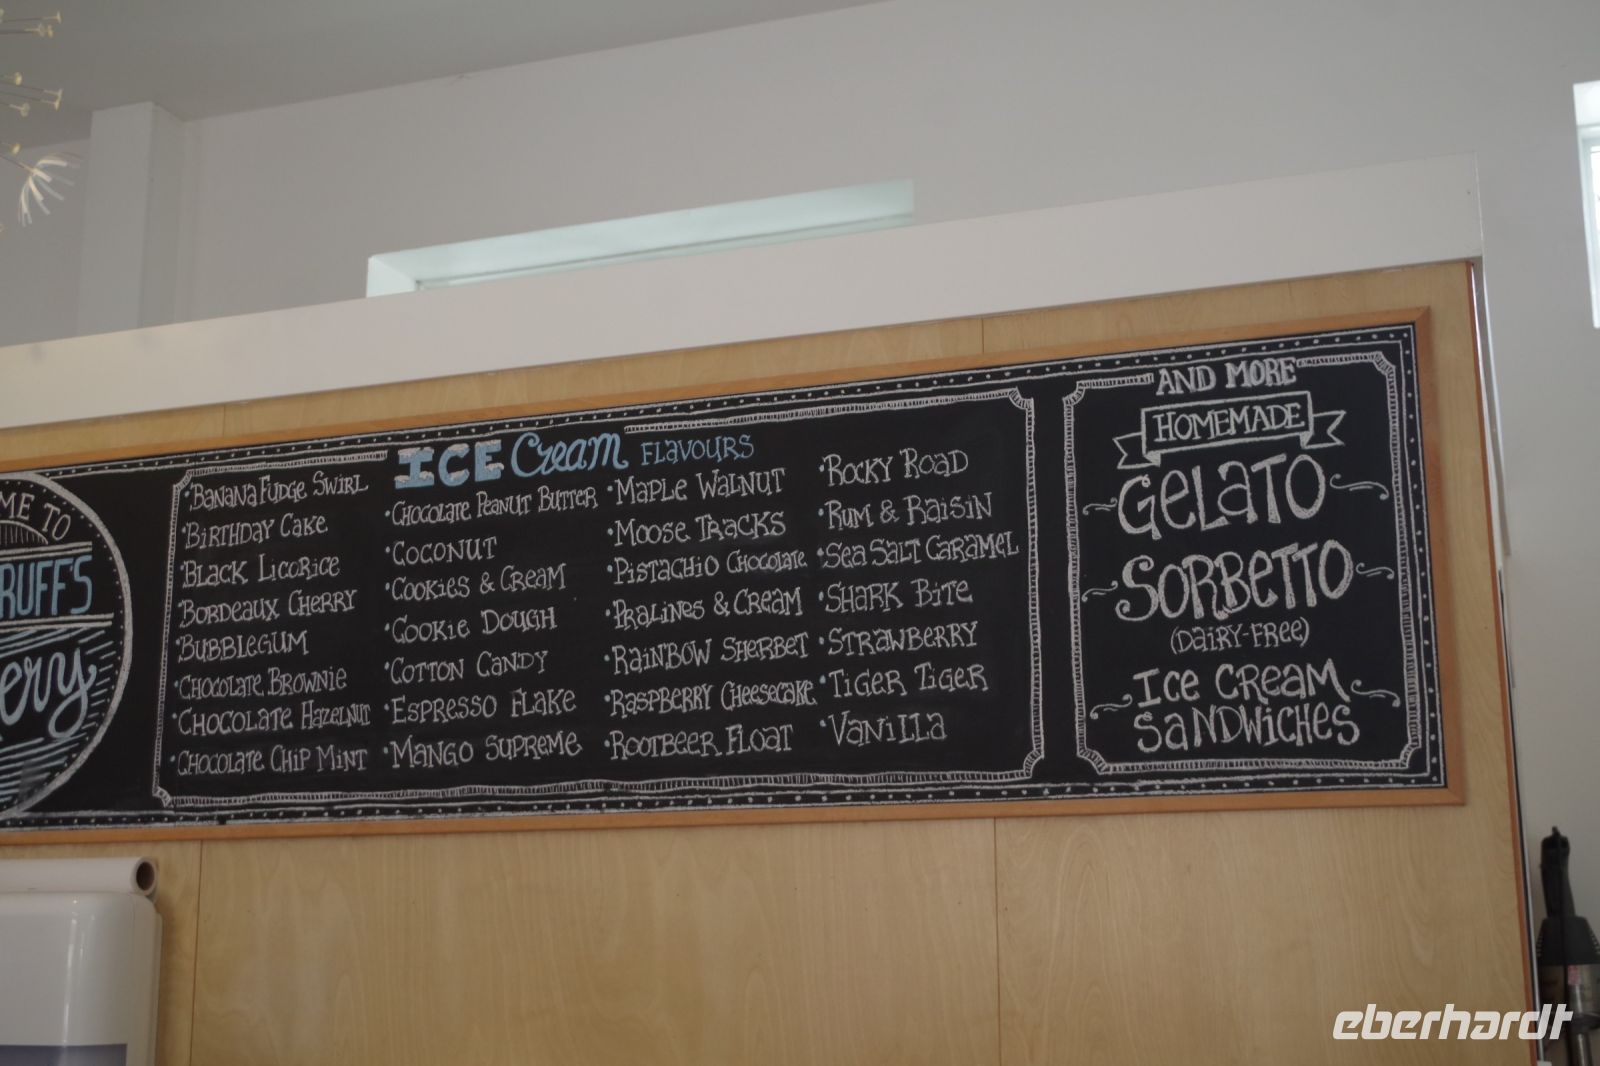 ME TO
RUFFS
ery
ICE Cream FLAVOURS
•BANANA FUDGE SWIRL
•BIRTHDAY CAKE
•BLACK LICORICE
•BORDEAUX CHERRY
•BUBBLEGUM
•CHOCOLATE BROWNIE
•CHOCOLATE HAZELNUT
•CHOCOLATE CHIP MINT
•CHOCOLATE PEANUT BUTTER
•COCONUT
•COOKIES & CREAM
•COOKIE DOUGH
•COTTON CANDY
•ESPRESSO FLAKE
•MANGO SUPREME
•MAPLE WALNUT
•MOOSE TRACKS
•PISTACHIO CHOCOLATE
•PRALINES & CREAM
•RAINBOW SHERBET
•RASPBERRY CHEESECAKE
•ROOTBEER FLOAT
•ROCKY ROAD
•RUM & RAISIN
•SEA SALT CARAMEL
•SHARK BITE
•STRAWBERRY
•TIGER TIGER
•VANILLA
AND MORE
HOMEMADE
GELATO
SORBETTO
(DAIRY-FREE)
ICE CREAM
SANDWICHES
eberhardt